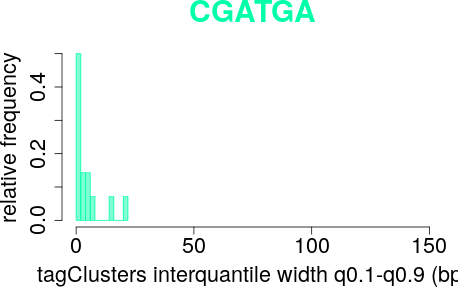 CGATGA
relative frequency
0.4
0.2
0.0
0 50 100 150
tagClusters interquantile width q0.1-q0.9 (bp